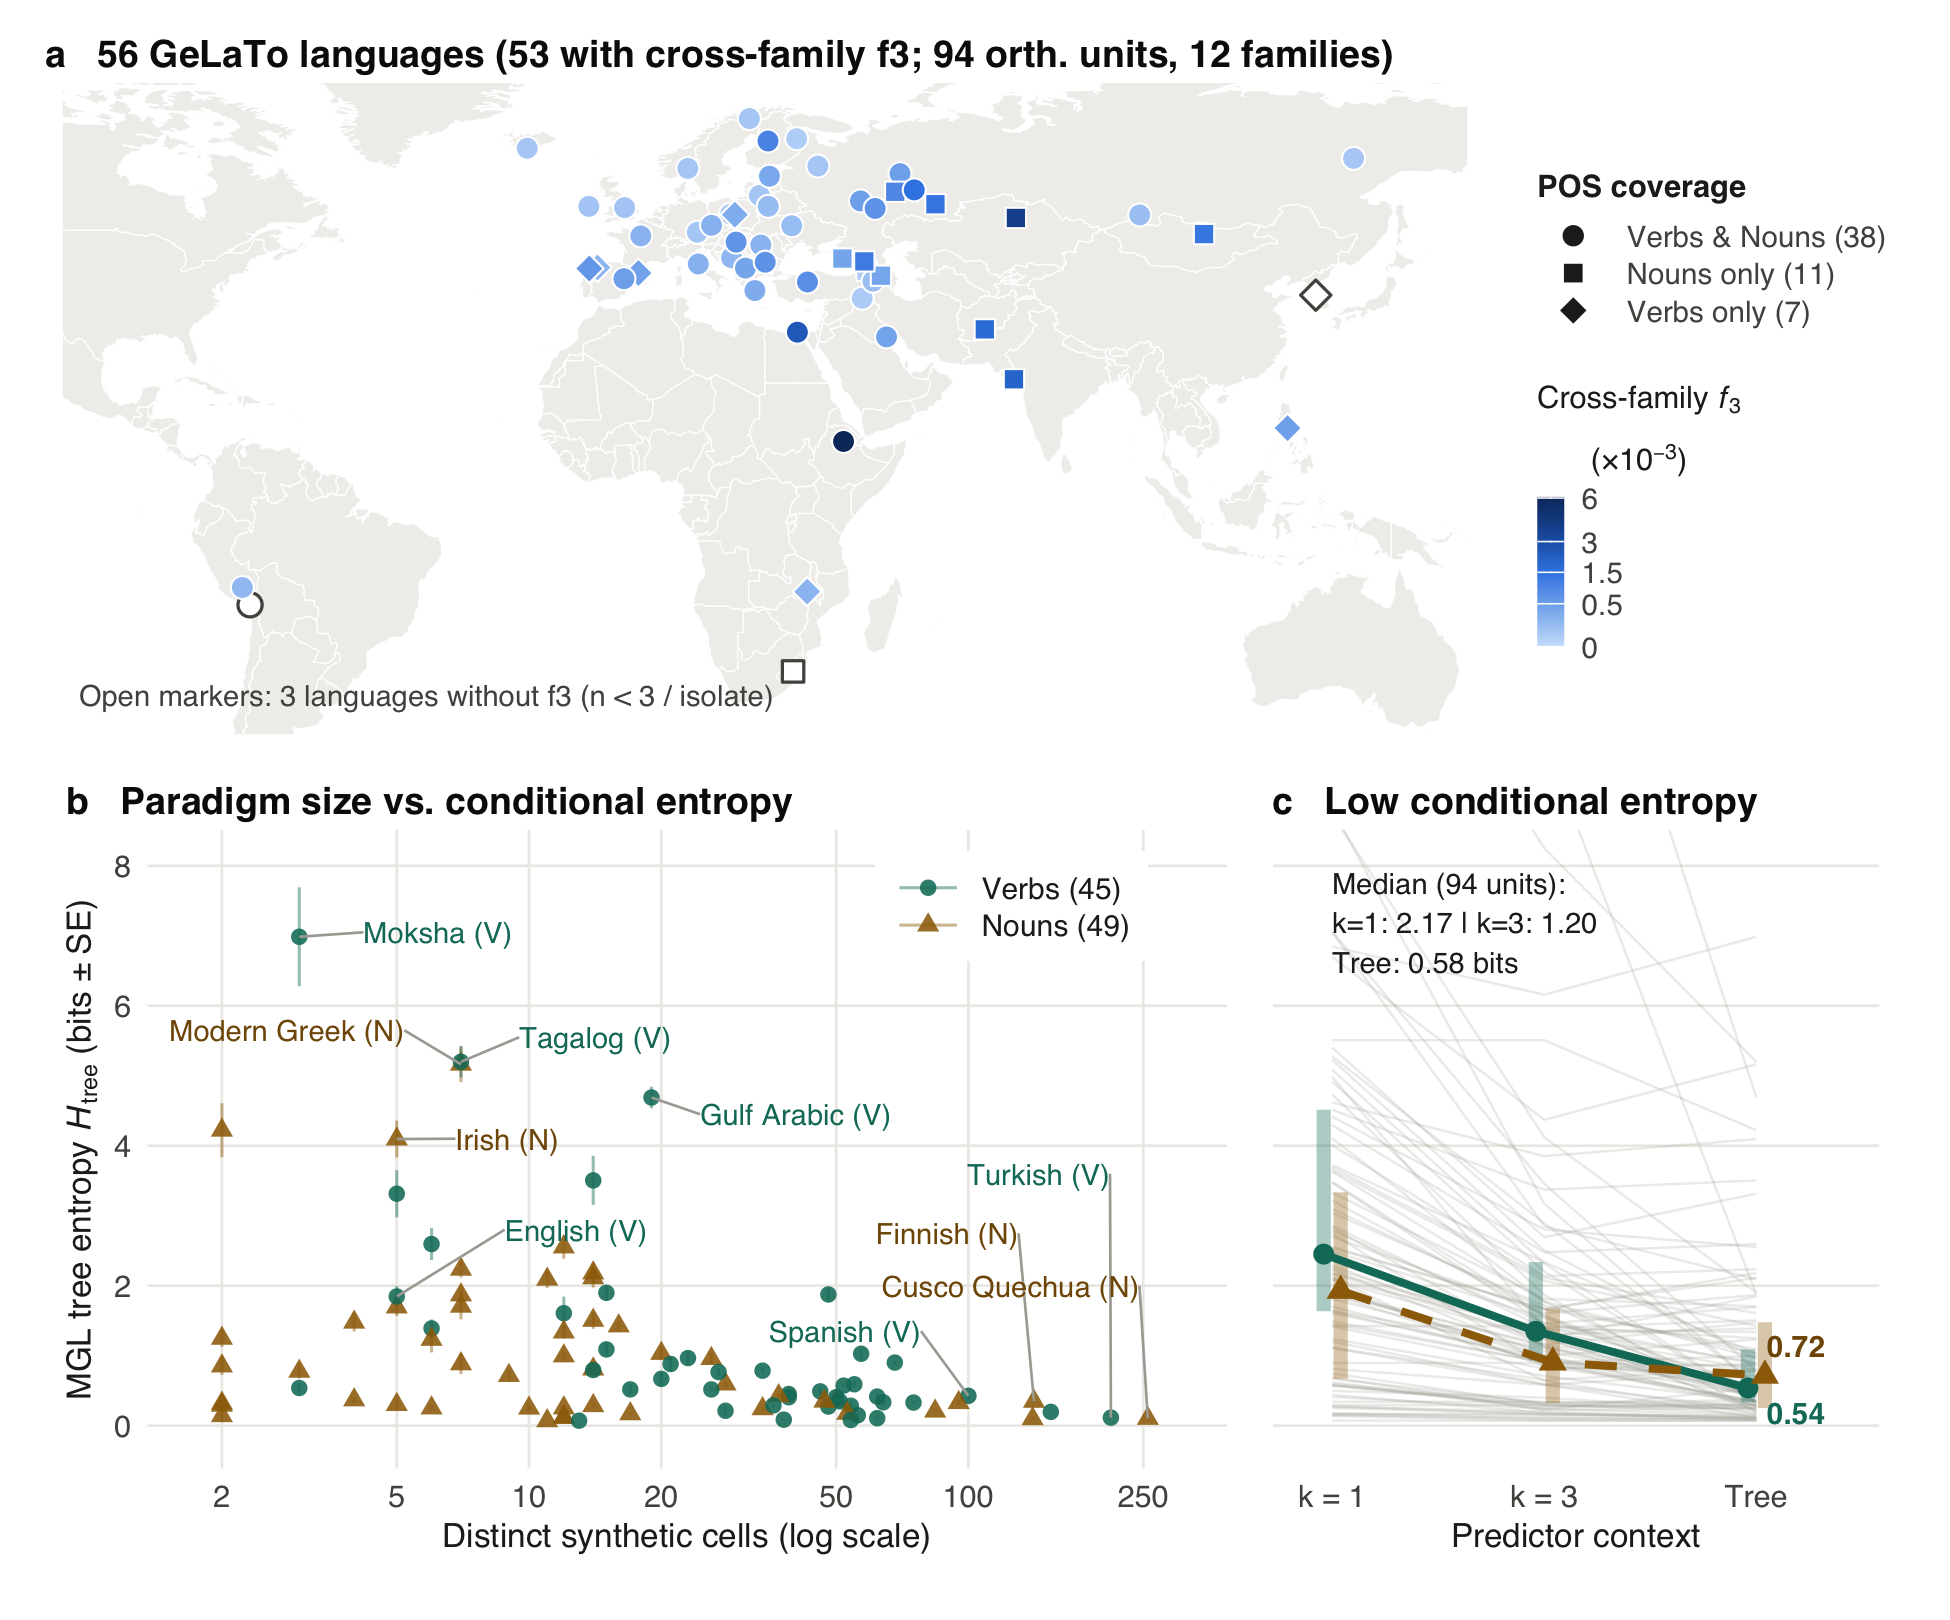 a 56 GeLaTo languages (53 with cross-family f3; 94 orth. units, 12 families)
POS coverage
Verbs & Nouns (38)
Nouns only (11)
Verbs only (7)
Cross-family f3
(×10−3)
6
3
1.5
0.5
0
Open markers: 3 languages without f3 (n < 3 / isolate)
b Paradigm size vs. conditional entropy
MGL tree entropy Htree (bits ± SE)
8
6
4
2
0
Verbs (45)
Nouns (49)
Moksha (V)
Modern Greek (N)
Tagalog (V)
Gulf Arabic (V)
Irish (N)
Turkish (V)
English (V)
Finnish (N)
Cusco Quechua (N)
Spanish (V)
2 5 10 20 50 100 250
Distinct synthetic cells (log scale)
c Low conditional entropy
Median (94 units):
k=1: 2.17 | k=3: 1.20
Tree: 0.58 bits
0.72
0.54
k = 1 k = 3 Tree
Predictor context